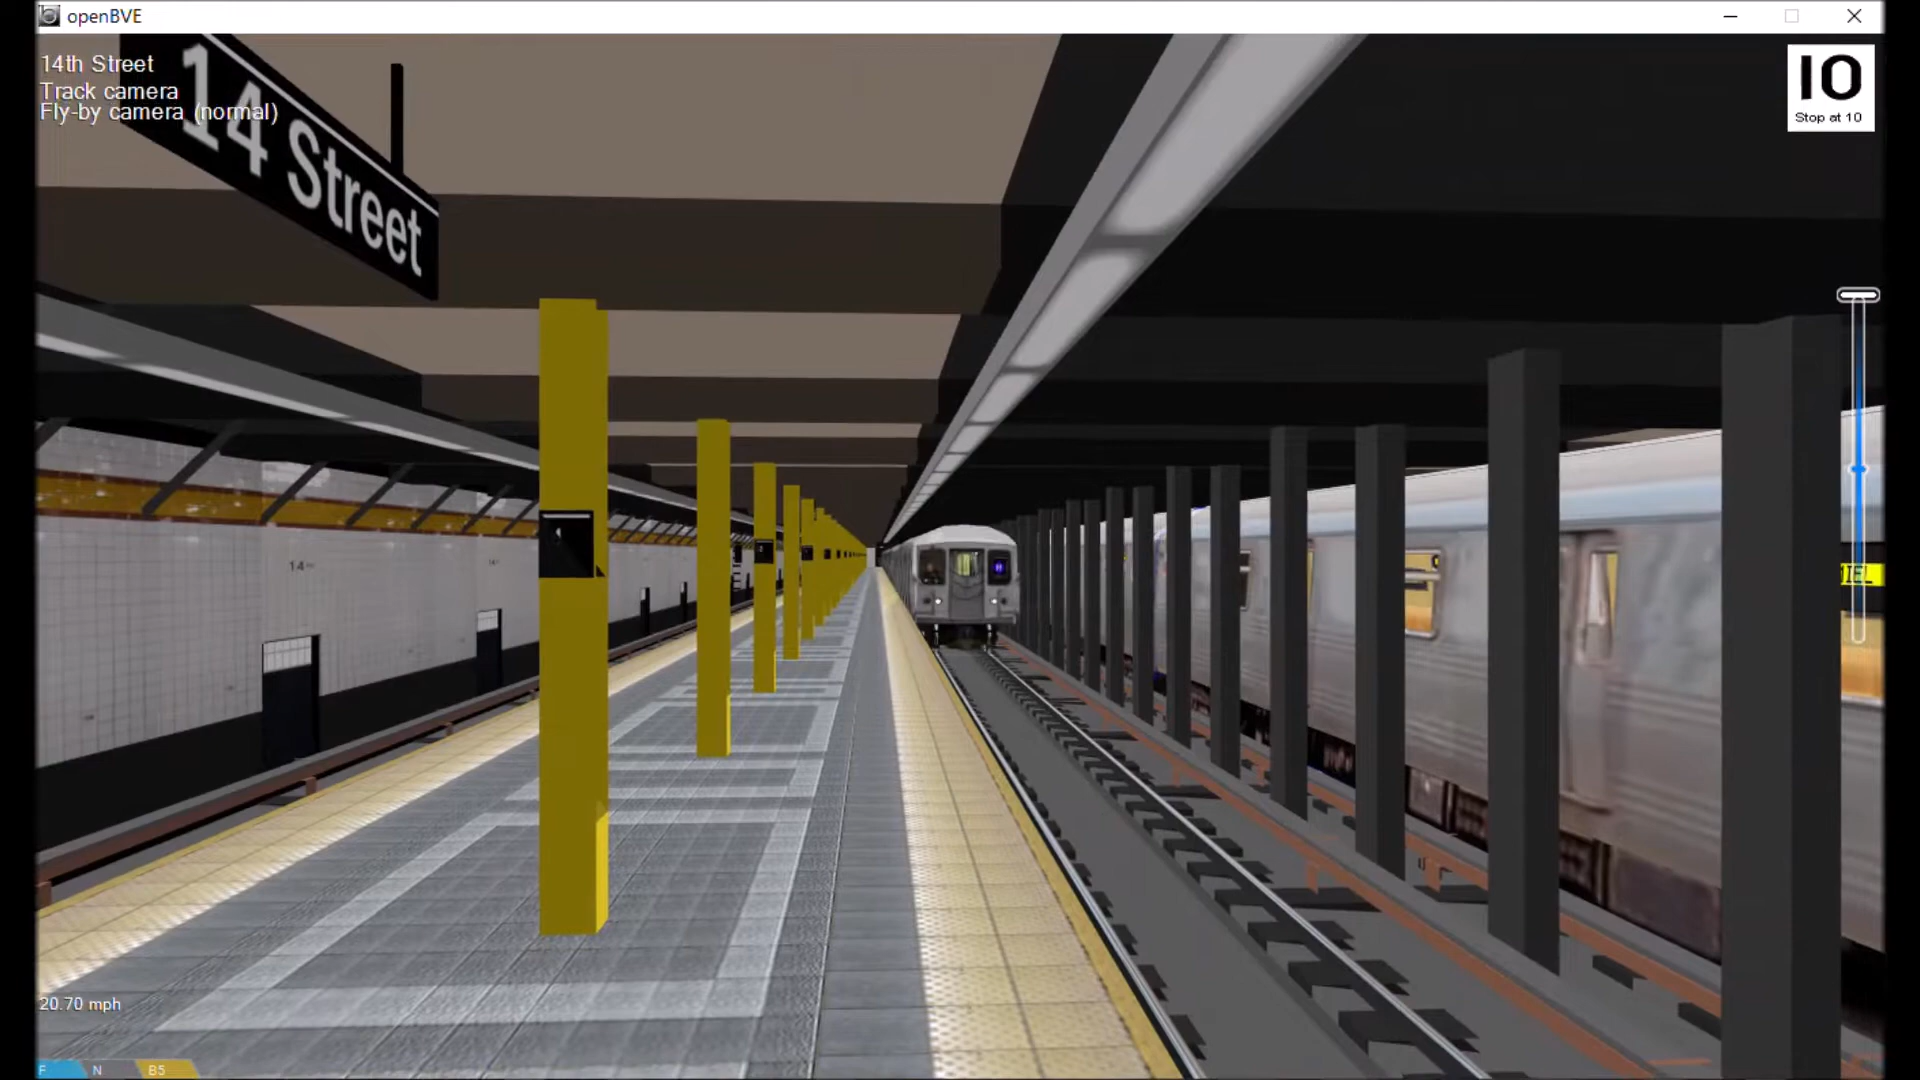 openBVE
14th Street
Track camera
Fly-by camera (normal)
14 Street
10
Stop at 10
14
20.70 mph
F N B5